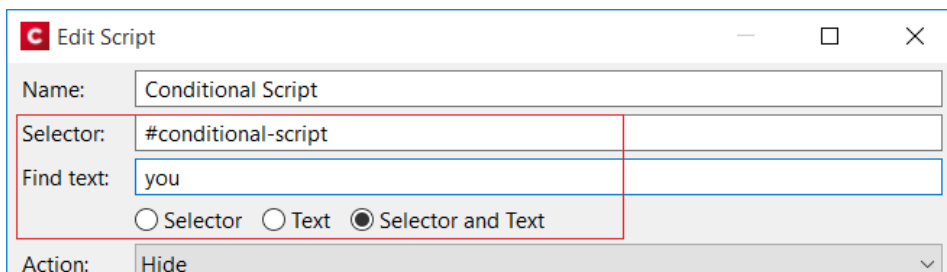 C Edit Script
Name: Conditional Script
Selector: #conditional-script
Find text: you
Selector Text Selector and Text
Action: Hide